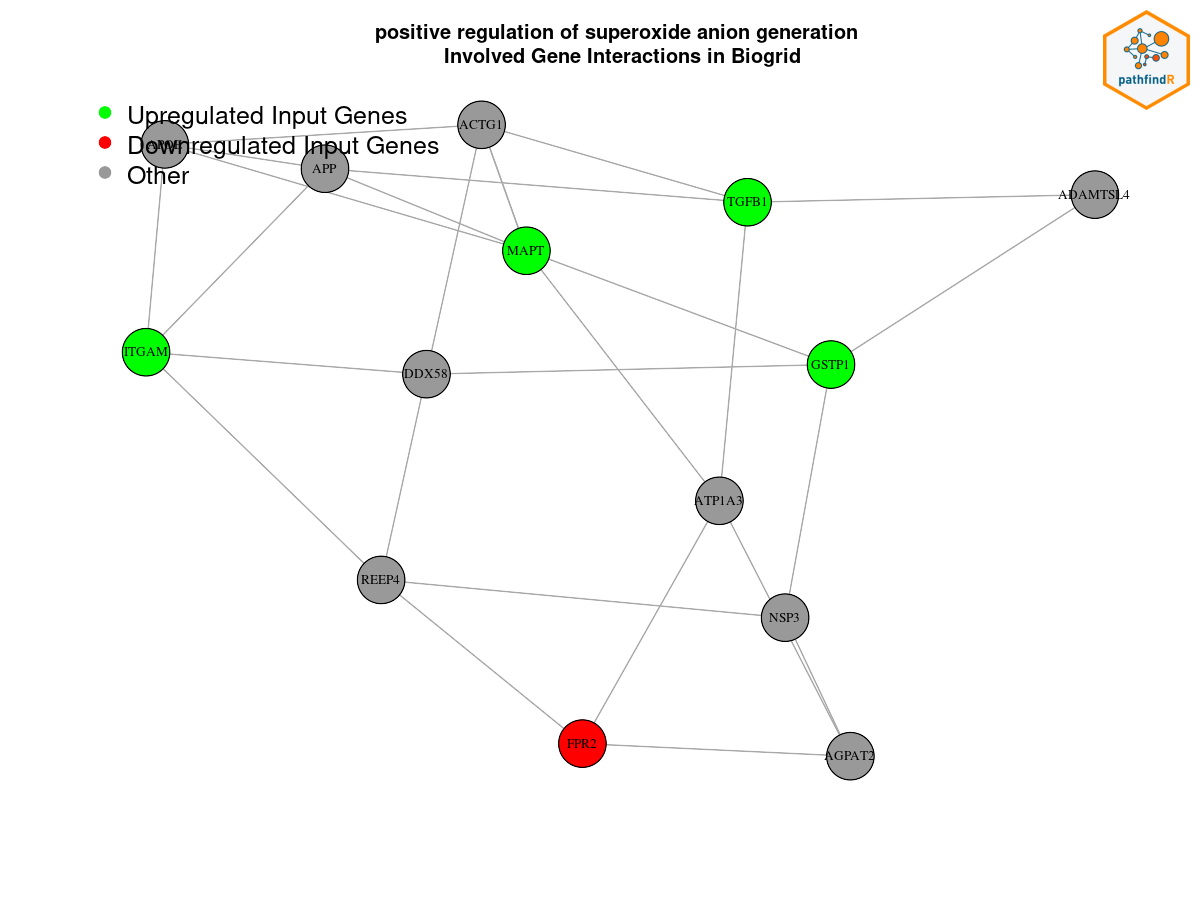 positive regulation of superoxide anion generation
Involved Gene Interactions in Biogrid
pathfindR
Upregulated Input Genes
Downregulated Input Genes
Other
ACTG1
APP
TGFB1
ADAMTSL4
MAPT
ITGAM
DDX58
GSTP1
ATP1A3
REEP4
NSP3
FPR2
AGPAT2